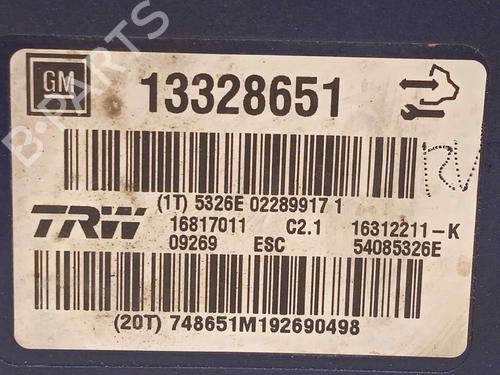 GM 13328651
(1T) 5326E 02289917 1
TRW 16817011 C2.1 16312211-K
09269 ESC 54085326E
(20T) 748651M192690498
B-PARTS